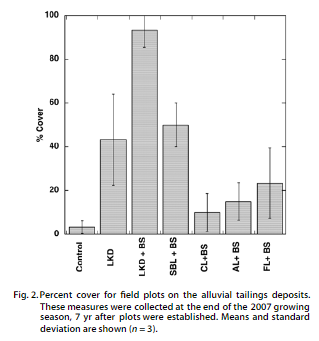 100
80
60
40
20
0
% Cover
Control
LKD
LKD + BS
SBL + BS
CL+BS
AL+ BS
FL+ BS
Fig. 2. Percent cover for field plots on the alluvial tailings deposits.
These measures were collected at the end of the 2007 growing
season, 7 yr after plots were established. Means and standard
deviation are shown (n = 3).